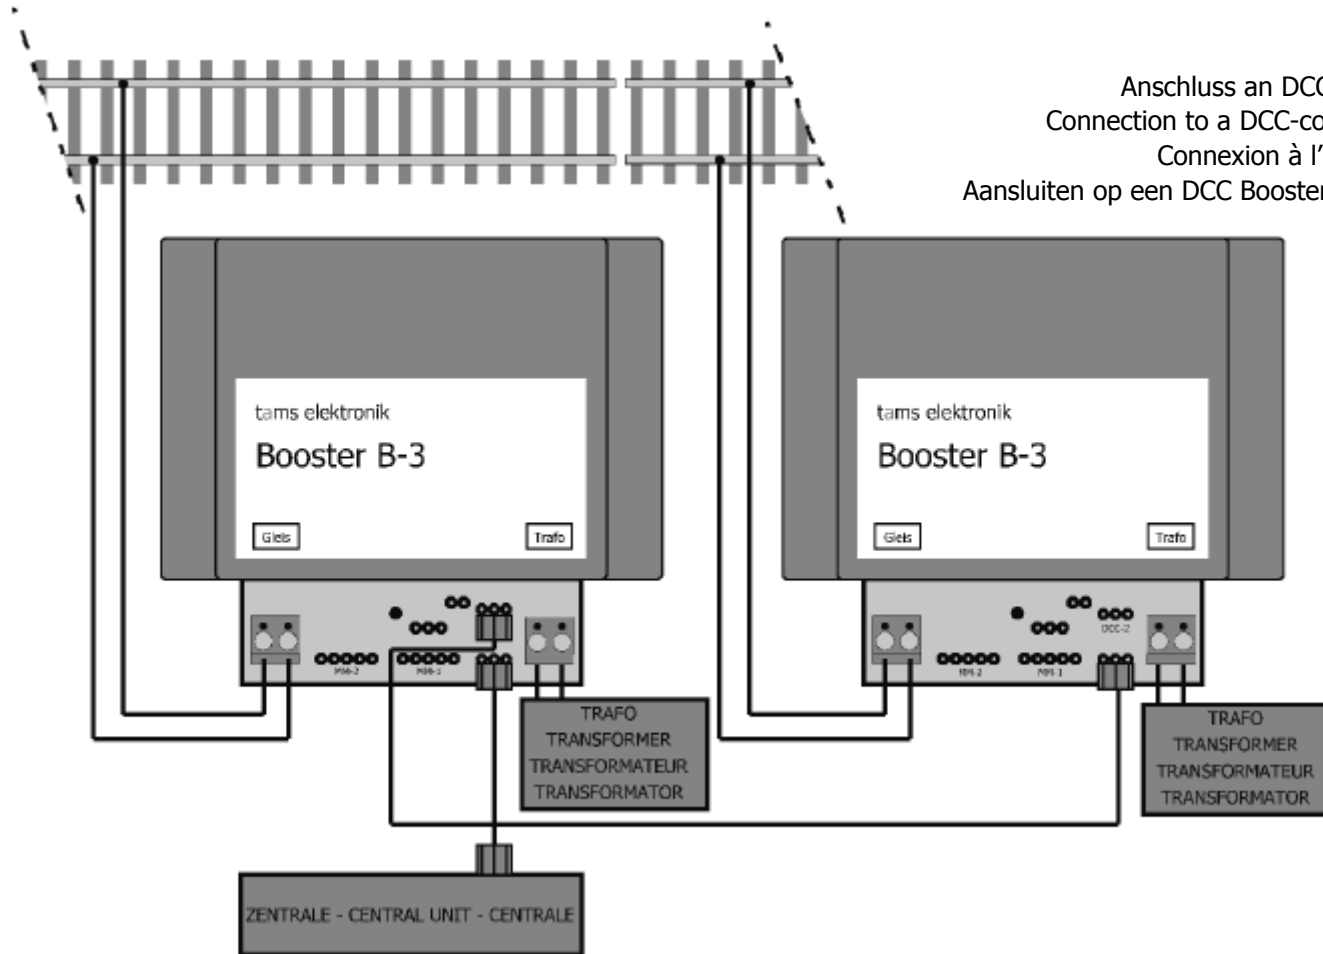 Anschluss an DCC
Connection to a DCC-co
Connexion à l'
Aansluiten op een DCC Booster
tams elektronik
Booster B-3
Gleis
Trafo
MM-2
MM-1
TRAFO
TRANSFORMER
TRANSFORMATEUR
TRANSFORMATOR
tams elektronik
Booster B-3
Gleis
Trafo
DCC-2
MM-2
MM-1
TRAFO
TRANSFORMER
TRANSFORMATEUR
TRANSFORMATOR
ZENTRALE - CENTRAL UNIT - CENTRALE